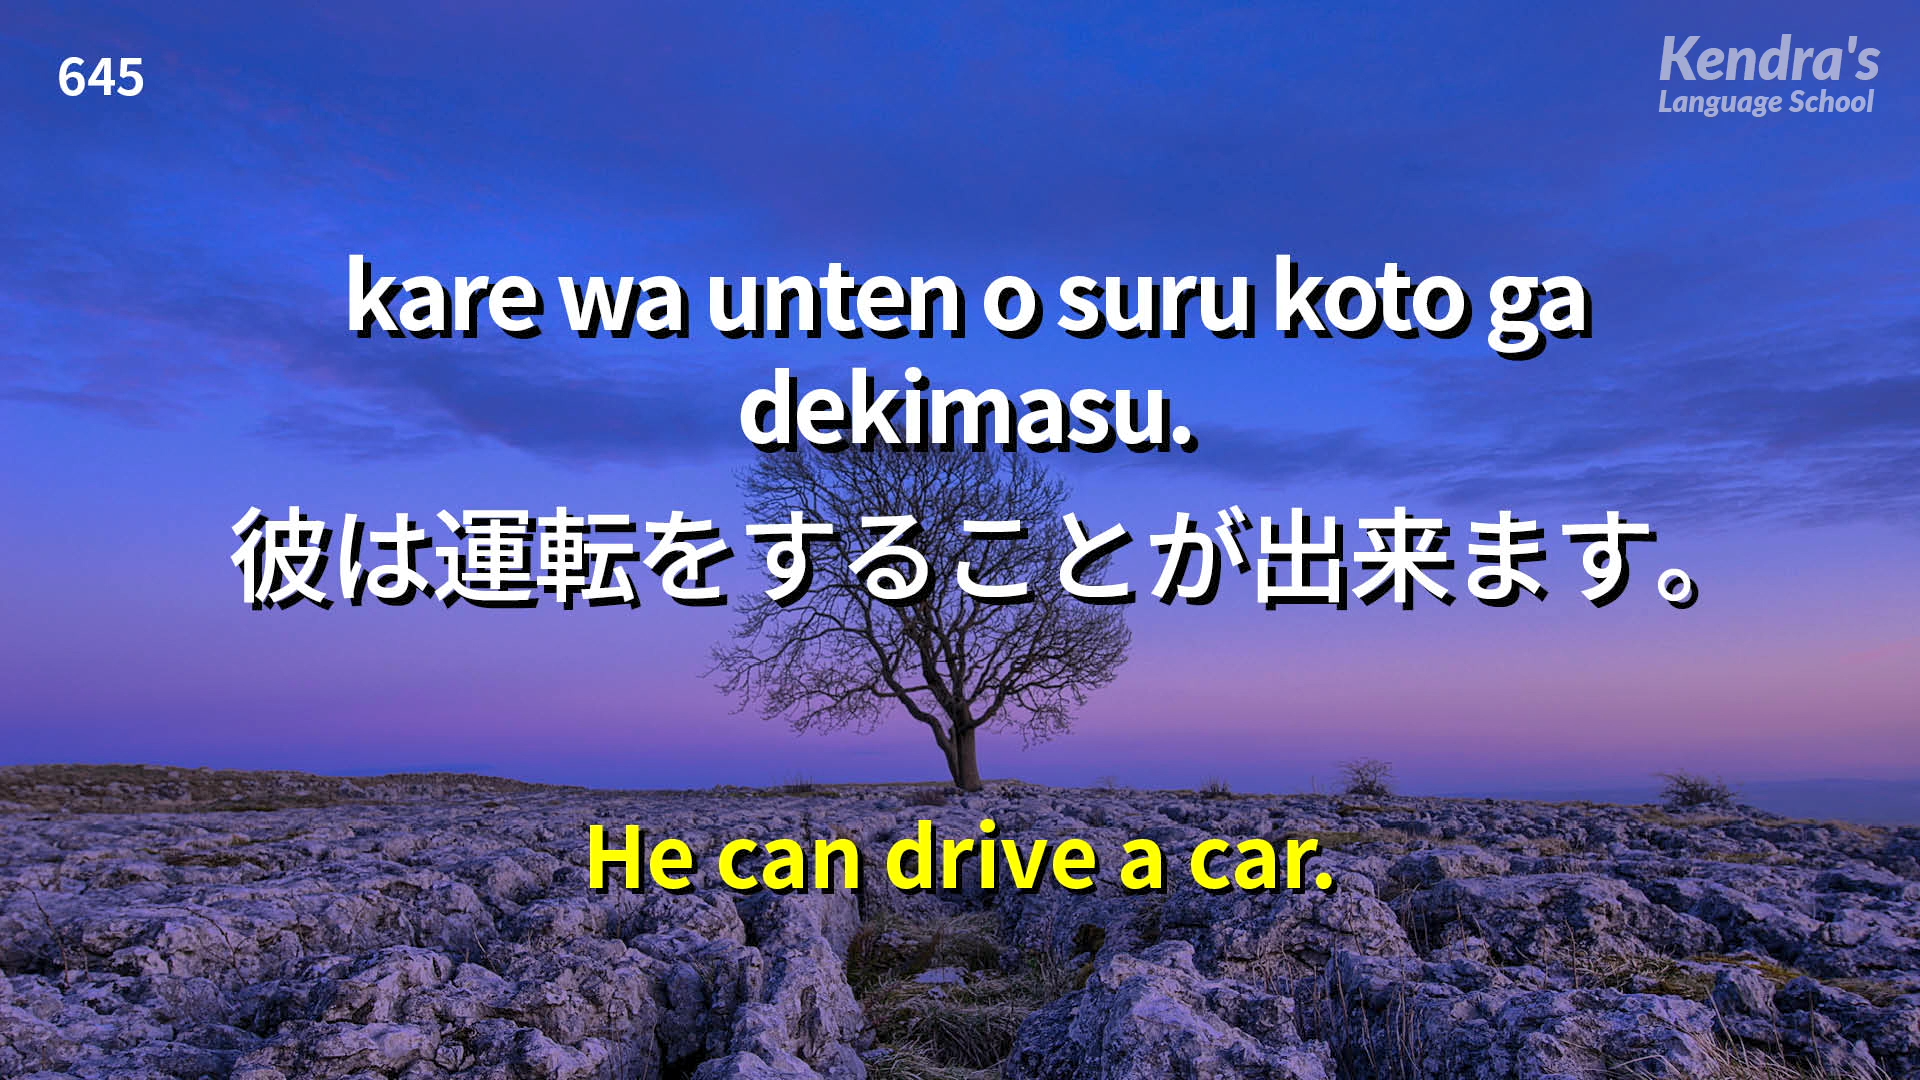 645
Kendra's
Language School
kare wa unten o suru koto ga
dekimasu.
彼は運転をすることが出来ます。
He can drive a car.